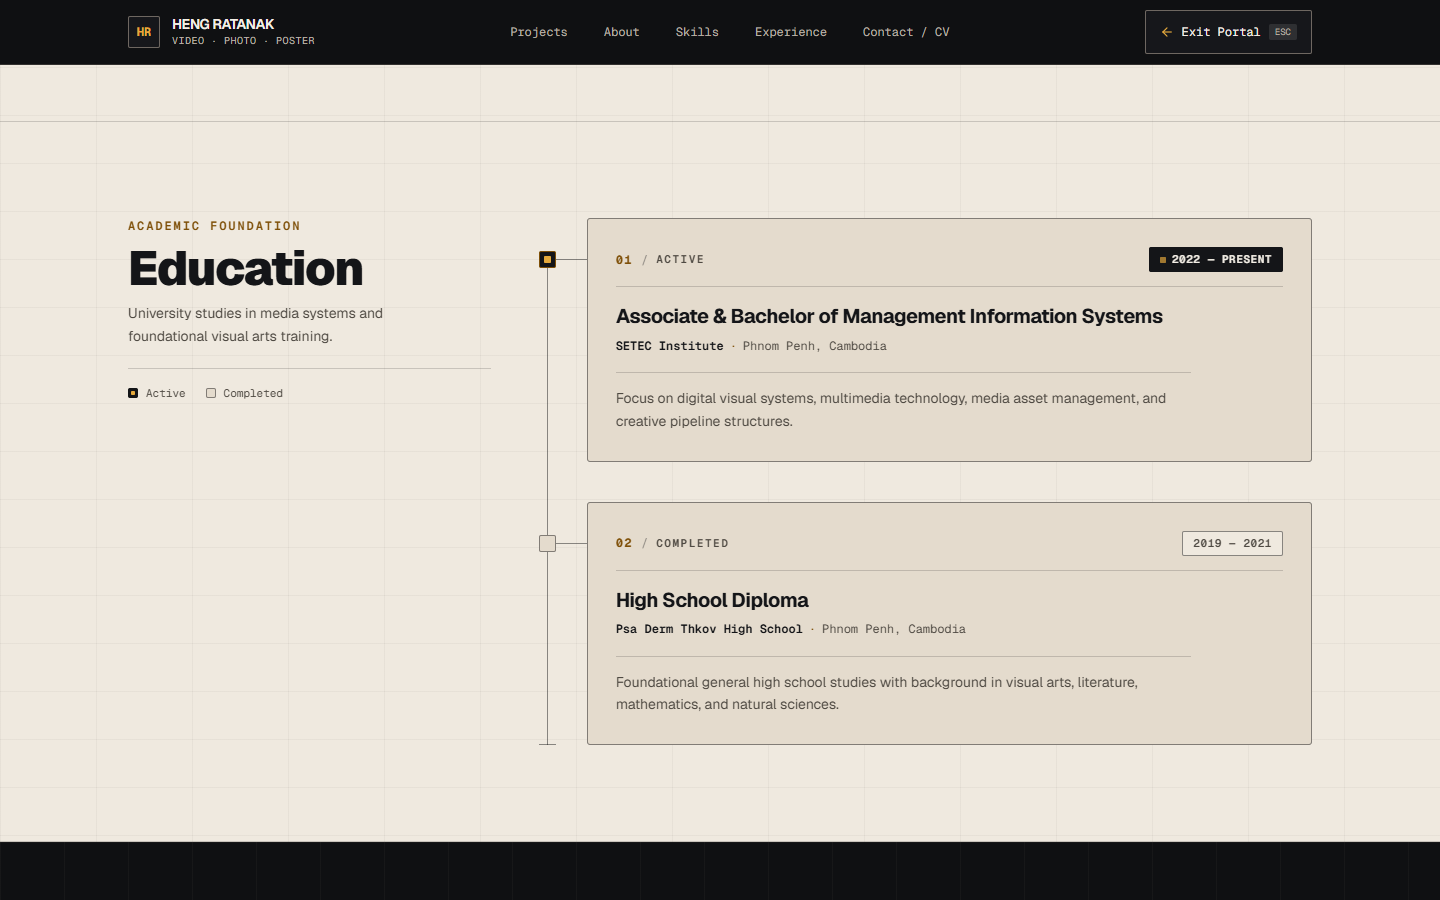 HR
HENG RATANAK
VIDEO · PHOTO · POSTER
Projects
About
Skills
Experience
Contact / CV
← Exit Portal ESC
ACADEMIC FOUNDATION
Education
University studies in media systems and
foundational visual arts training.
Active
Completed
01 / ACTIVE
2022 — PRESENT
Associate & Bachelor of Management Information Systems
SETEC Institute · Phnom Penh, Cambodia
Focus on digital visual systems, multimedia technology, media asset management, and
creative pipeline structures.
02 / COMPLETED
2019 — 2021
High School Diploma
Psa Derm Thkov High School · Phnom Penh, Cambodia
Foundational general high school studies with background in visual arts, literature,
mathematics, and natural sciences.